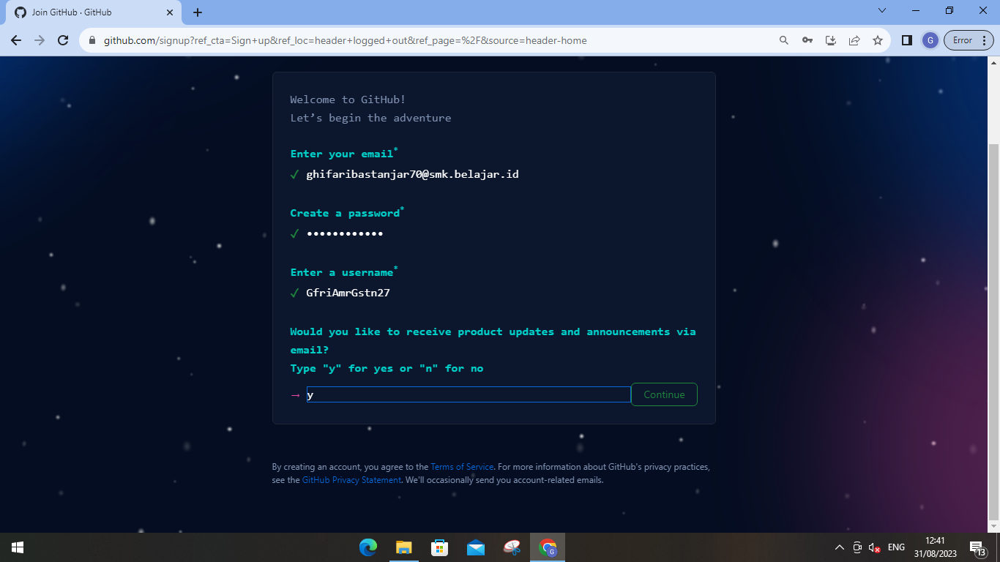 Join GitHub · GitHub
github.com/signup?ref_cta=Sign+up&ref_loc=header+logged+out&ref_page=%2F&source=header-home
G
Error
Welcome to GitHub!
Let’s begin the adventure
Enter your email*
✓ ghifaribastanjar70@smk.belajar.id
Create a password*
✓ ••••••••••••
Enter a username*
✓ GfriAmrGstn27
Would you like to receive product updates and announcements via
email?
Type "y" for yes or "n" for no
→ y
Continue
By creating an account, you agree to the Terms of Service. For more information about GitHub's privacy practices,
see the GitHub Privacy Statement. We'll occasionally send you account-related emails.
G
ENG
12:41
31/08/2023
13